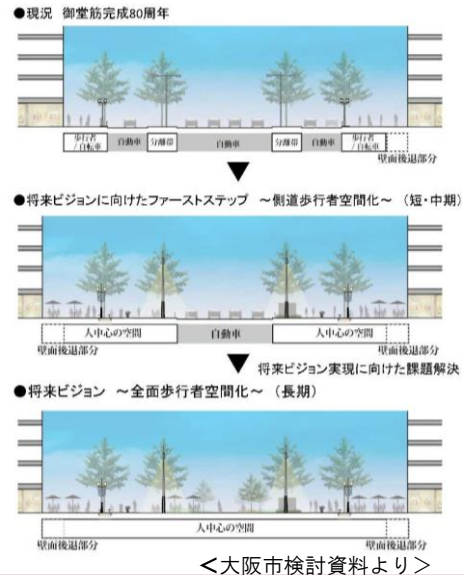 ●現況 御堂筋完成80周年
歩行者/自転車 自動車 分離帯 自動車 分離帯 自動車 歩行者/自転車
壁面後退部分
●将来ビジョンに向けたファーストステップ ~側道歩行者空間化~ (短・中期)
人中心の空間 自動車 人中心の空間
壁面後退部分 壁面後退部分
将来ビジョン実現に向けた課題解決
●将来ビジョン ~全面歩行者空間化~ (長期)
人中心の空間
壁面後退部分 壁面後退部分
<大阪市検討資料より>